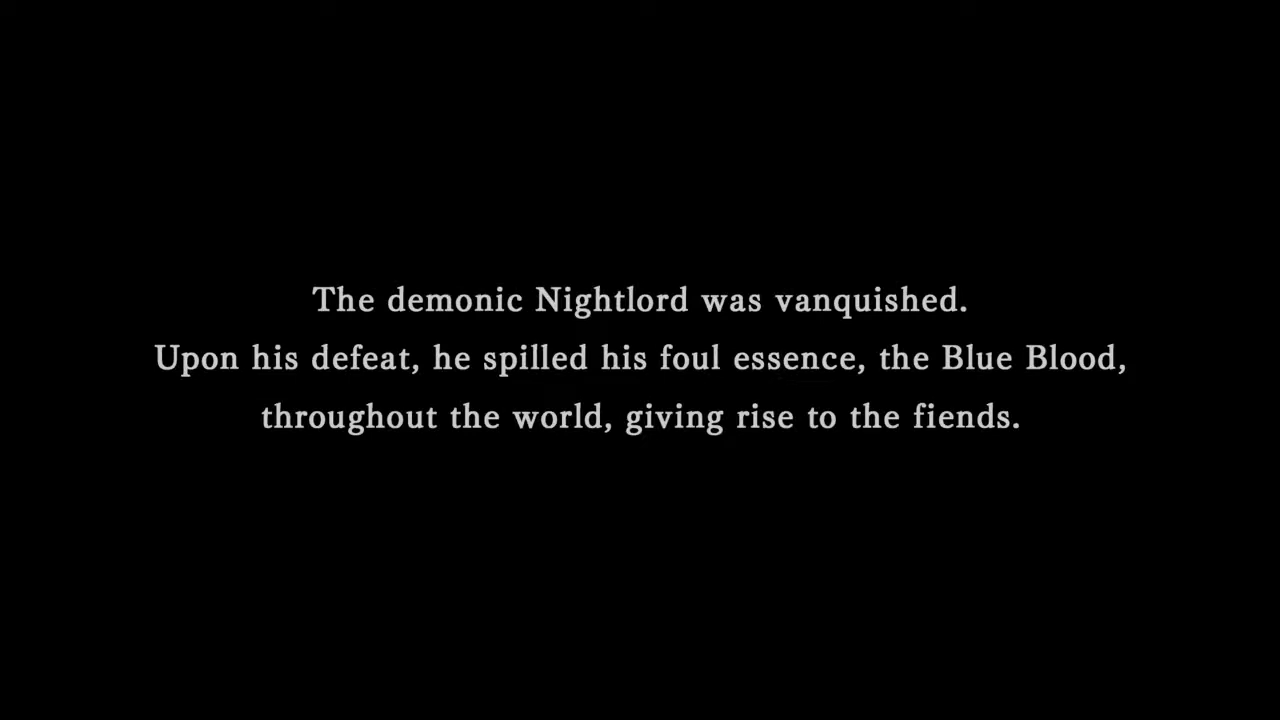 The demonic Nightlord was vanquished.
Upon his defeat, he spilled his foul essence, the Blue Blood,
throughout the world, giving rise to the fiends.